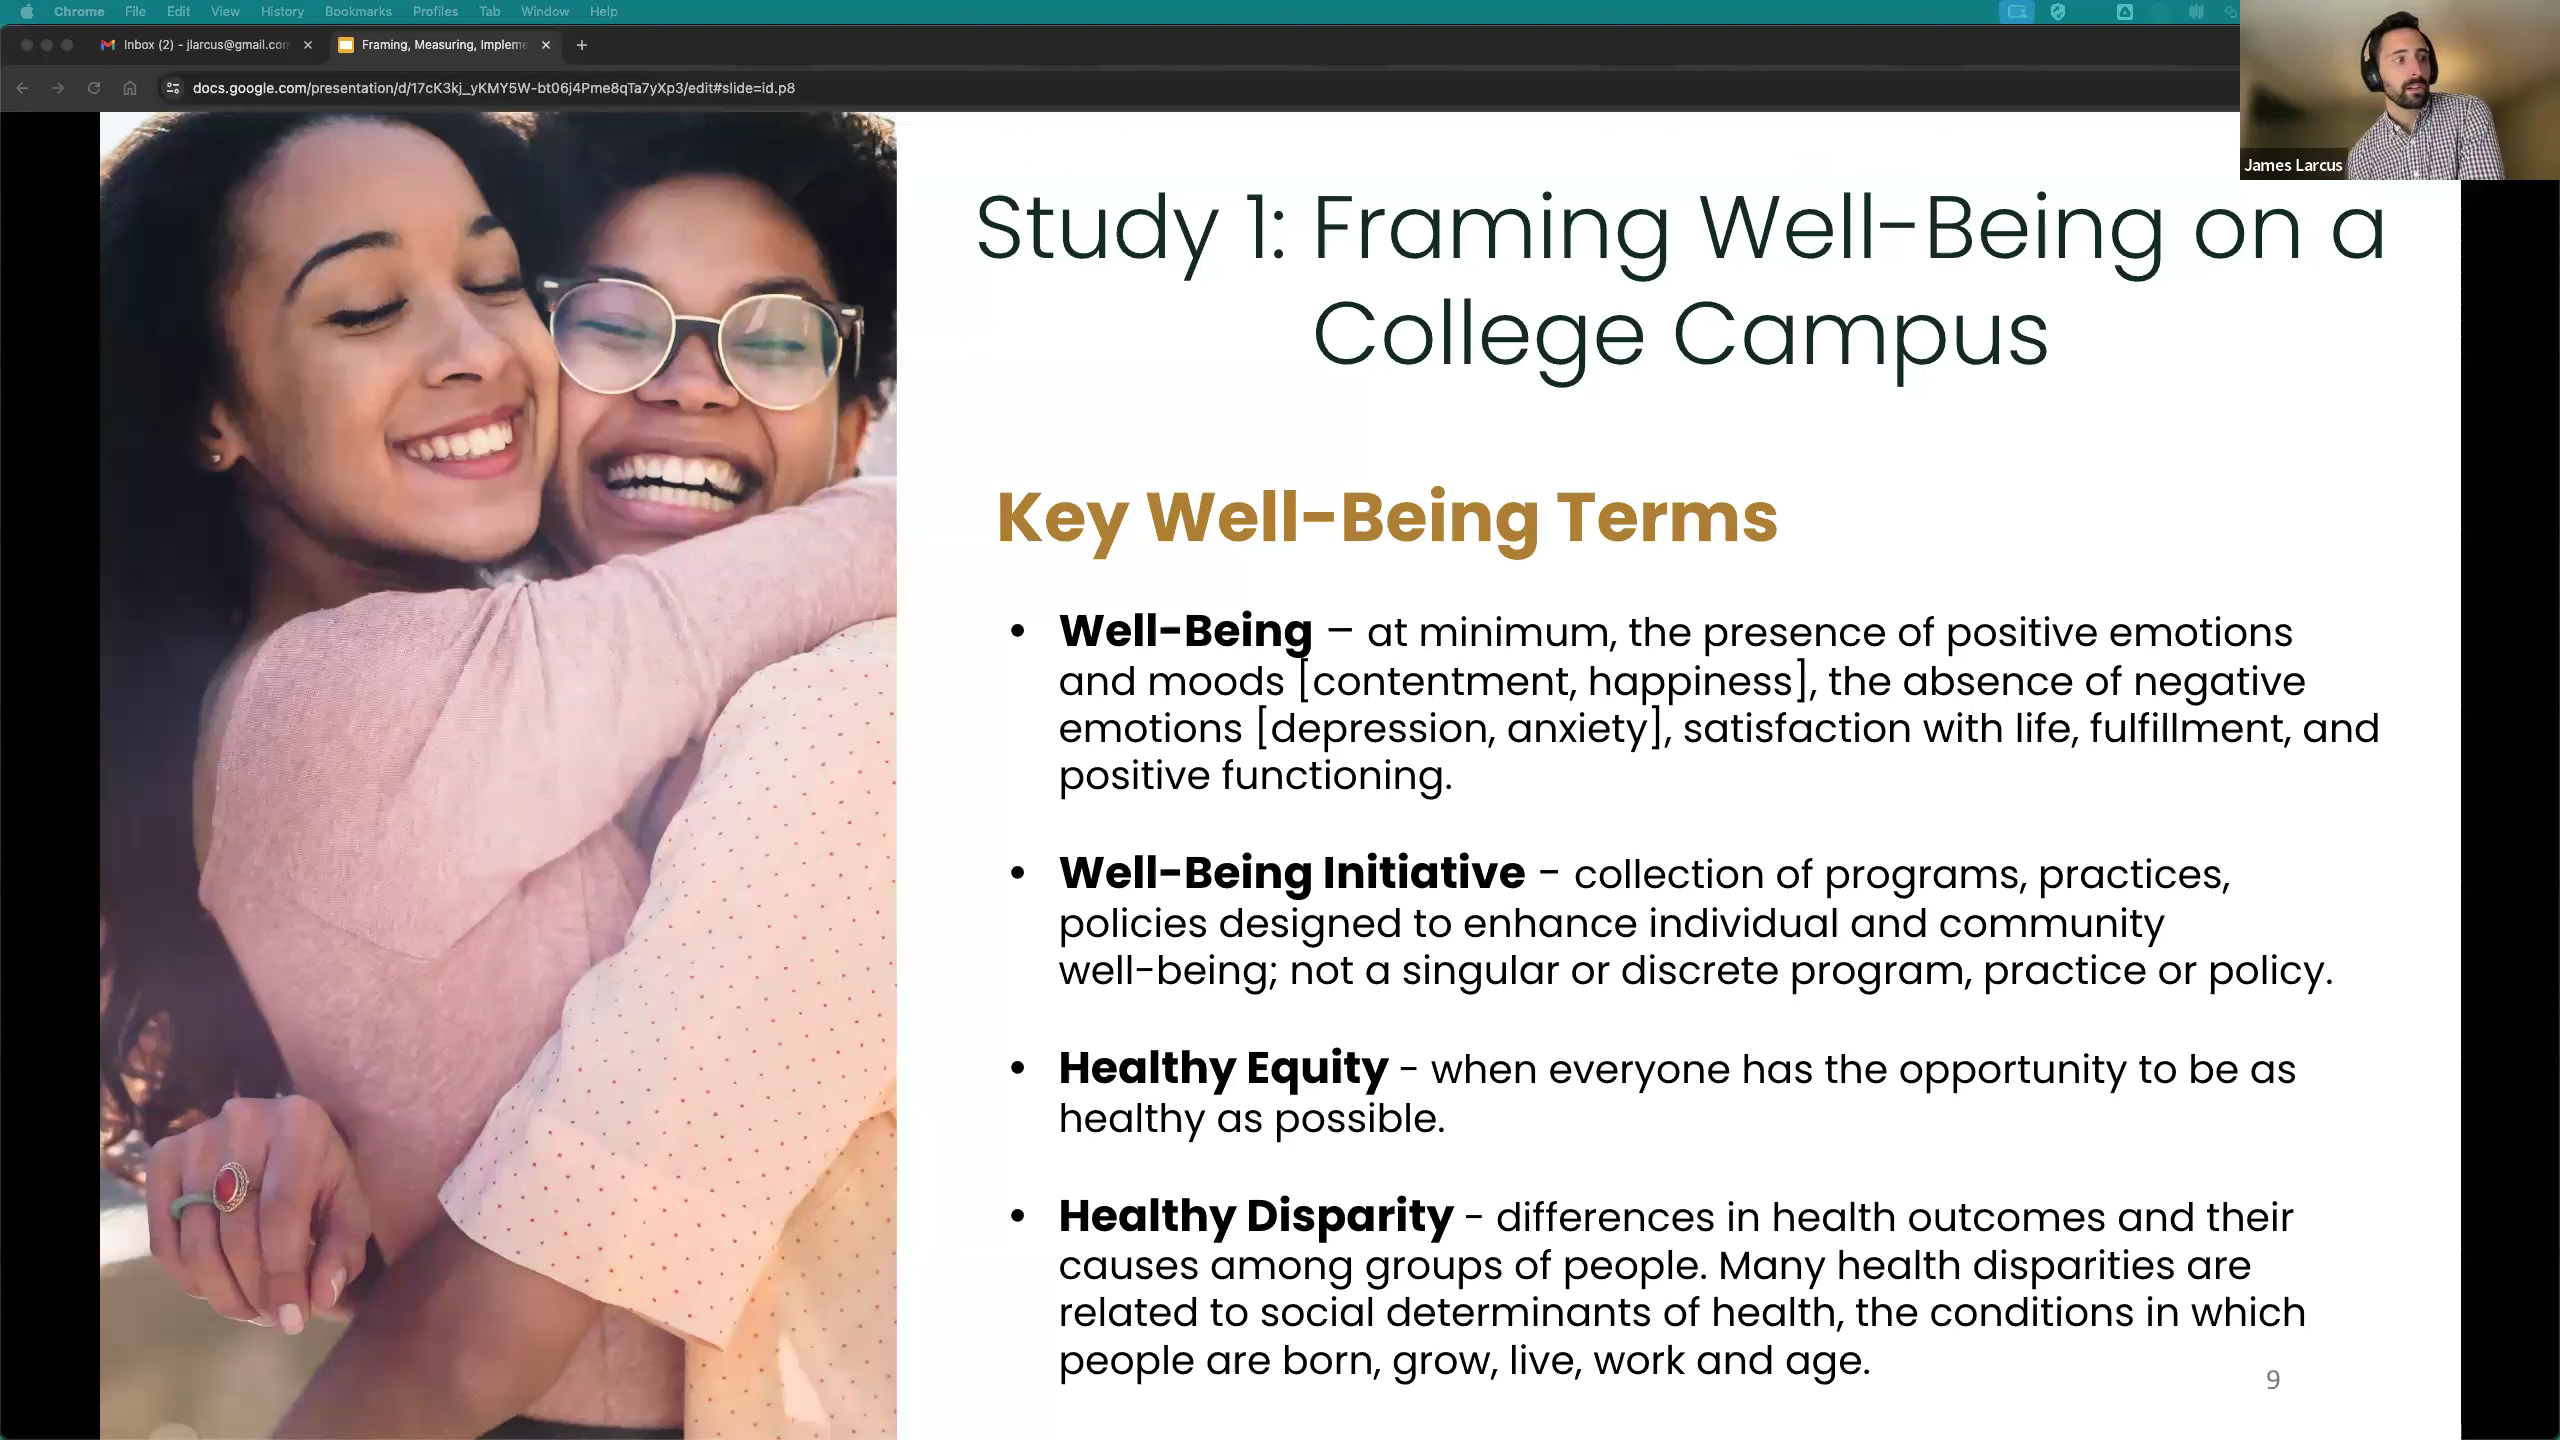 Chrome File Edit View History Bookmarks Profiles Tab Window Help
Inbox (2) - jlarcus@gmail.com
Framing, Measuring, Impleme
docs.google.com/presentation/d/17cK3kj_yKMY5W-bt06j4Pme8qTa7yXp3/edit#slide=id.p8
James Larcus
Study 1: Framing Well-Being on a
College Campus
Key Well-Being Terms
• Well-Being – at minimum, the presence of positive emotions
and moods [contentment, happiness], the absence of negative
emotions [depression, anxiety], satisfaction with life, fulfillment, and
positive functioning.
• Well-Being Initiative - collection of programs, practices,
policies designed to enhance individual and community
well-being; not a singular or discrete program, practice or policy.
• Healthy Equity - when everyone has the opportunity to be as
healthy as possible.
• Healthy Disparity - differences in health outcomes and their
causes among groups of people. Many health disparities are
related to social determinants of health, the conditions in which
people are born, grow, live, work and age.
9